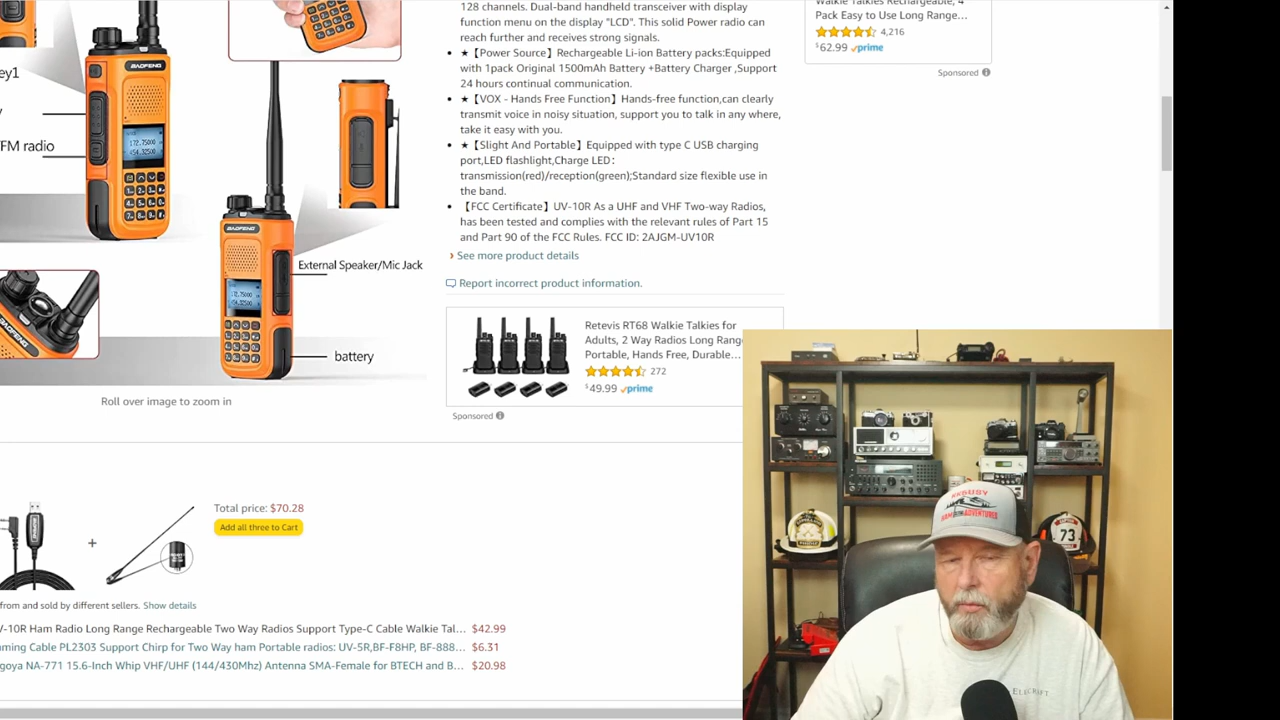 ey1
FM radio
BAOFENG
172.75000
454.32500
BAOFENG
External Speaker/Mic Jack
battery
BAOFENG
Roll over image to zoom in
128 channels. Dual-band handheld transceiver with display
function menu on the display "LCD". This solid Power radio can
reach further and receives strong signals.
★【Power Source】Rechargeable Li-ion Battery packs:Equipped
with 1pack Original 1500mAh Battery +Battery Charger ,Support
24 hours continual communication.
★【VOX - Hands Free Function】Hands-free function,can clearly
transmit voice in noisy situation, support you to talk in any where,
take it easy with you.
★【Slight And Portable】Equipped with type C USB charging
port,LED flashlight,Charge LED：
transmission(red)/reception(green);Standard size flexible use in
the band.
【FCC Certificate】UV-10R As a UHF and VHF Two-way Radios,
has been tested and complies with the relevant rules of Part 15
and Part 90 of the FCC Rules. FCC ID: 2AJGM-UV10R
› See more product details
Report incorrect product information.
Retevis RT68 Walkie Talkies for
Adults, 2 Way Radios Long Range
Portable, Hands Free, Durable…
272
$49.99 prime
Sponsored
Walkie Talkies Rechargeable, 4
Pack Easy to Use Long Range…
4,216
$62.99 prime
Sponsored
+
Total price: $70.28
Add all three to Cart
from and sold by different sellers. Show details
V-10R Ham Radio Long Range Rechargeable Two Way Radios Support Type-C Cable Walkie Tal… $42.99
ming Cable PL2303 Support Chirp for Two Way ham Portable radios: UV-5R,BF-F8HP, BF-888… $6.31
goya NA-771 15.6-Inch Whip VHF/UHF (144/430Mhz) Antenna SMA-Female for BTECH and B… $20.98
73
ADVENTURES
ELECRAFT